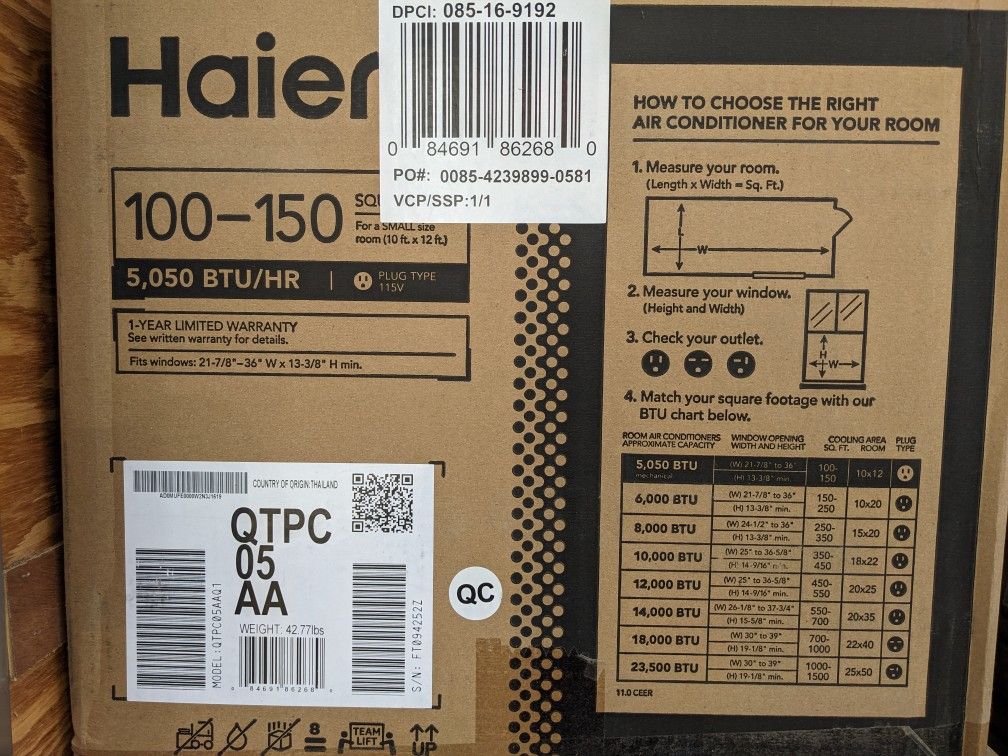 Haier
DPCI: 085-16-9192
0 84691 86268 0
PO#: 0085-4239899-0581
VCP/SSP:1/1
100-150
For a SMALL size
room (10 ft. x 12 ft.)
5,050 BTU/HR | PLUG TYPE
115V
1-YEAR LIMITED WARRANTY
See written warranty for details.
Fits windows: 21-7/8"-36" W x 13-3/8" H min.
COUNTRY OF ORIGIN:THAILAND
QTPC
05
AA
WEIGHT: 42.77lbs
0 84691 86268 0
MODEL:QTPC05AAQ1
S/N: FT094252Z
QC
8
TEAM
LIFT
UP
HOW TO CHOOSE THE RIGHT
AIR CONDITIONER FOR YOUR ROOM
1. Measure your room.
(Length x Width = Sq. Ft.)
L
W
2. Measure your window.
(Height and Width)
H
W
3. Check your outlet.
4. Match your square footage with our
BTU chart below.
ROOM AIR CONDITIONERS
APPROXIMATE CAPACITY
WINDOW OPENING
WIDTH AND HEIGHT
COOLING AREA
SQ. FT. ROOM
PLUG
TYPE
5,050 BTU
mechanical
(W) 21-7/8" to 36"
(H) 13-3/8" min.
100-
150
10x12
6,000 BTU
(W) 21-7/8" to 36"
(H) 13-3/8" min.
150-
250
10x20
8,000 BTU
(W) 24-1/2" to 36"
(H) 13-3/8" min.
250-
350
15x20
10,000 BTU
(W) 25" to 36-5/8"
(H) 14-9/16" min.
350-
450
18x22
12,000 BTU
(W) 25" to 36-5/8"
(H) 14-9/16" min.
450-
550
20x25
14,000 BTU
(W) 26-1/8" to 37-3/4"
(H) 15-5/8" min.
550-
700
20x35
18,000 BTU
(W) 30" to 39"
(H) 19-1/8" min.
700-
1000
22x40
23,500 BTU
(W) 30" to 39"
(H) 19-1/8" min.
1000-
1500
25x50
11.0 CEER